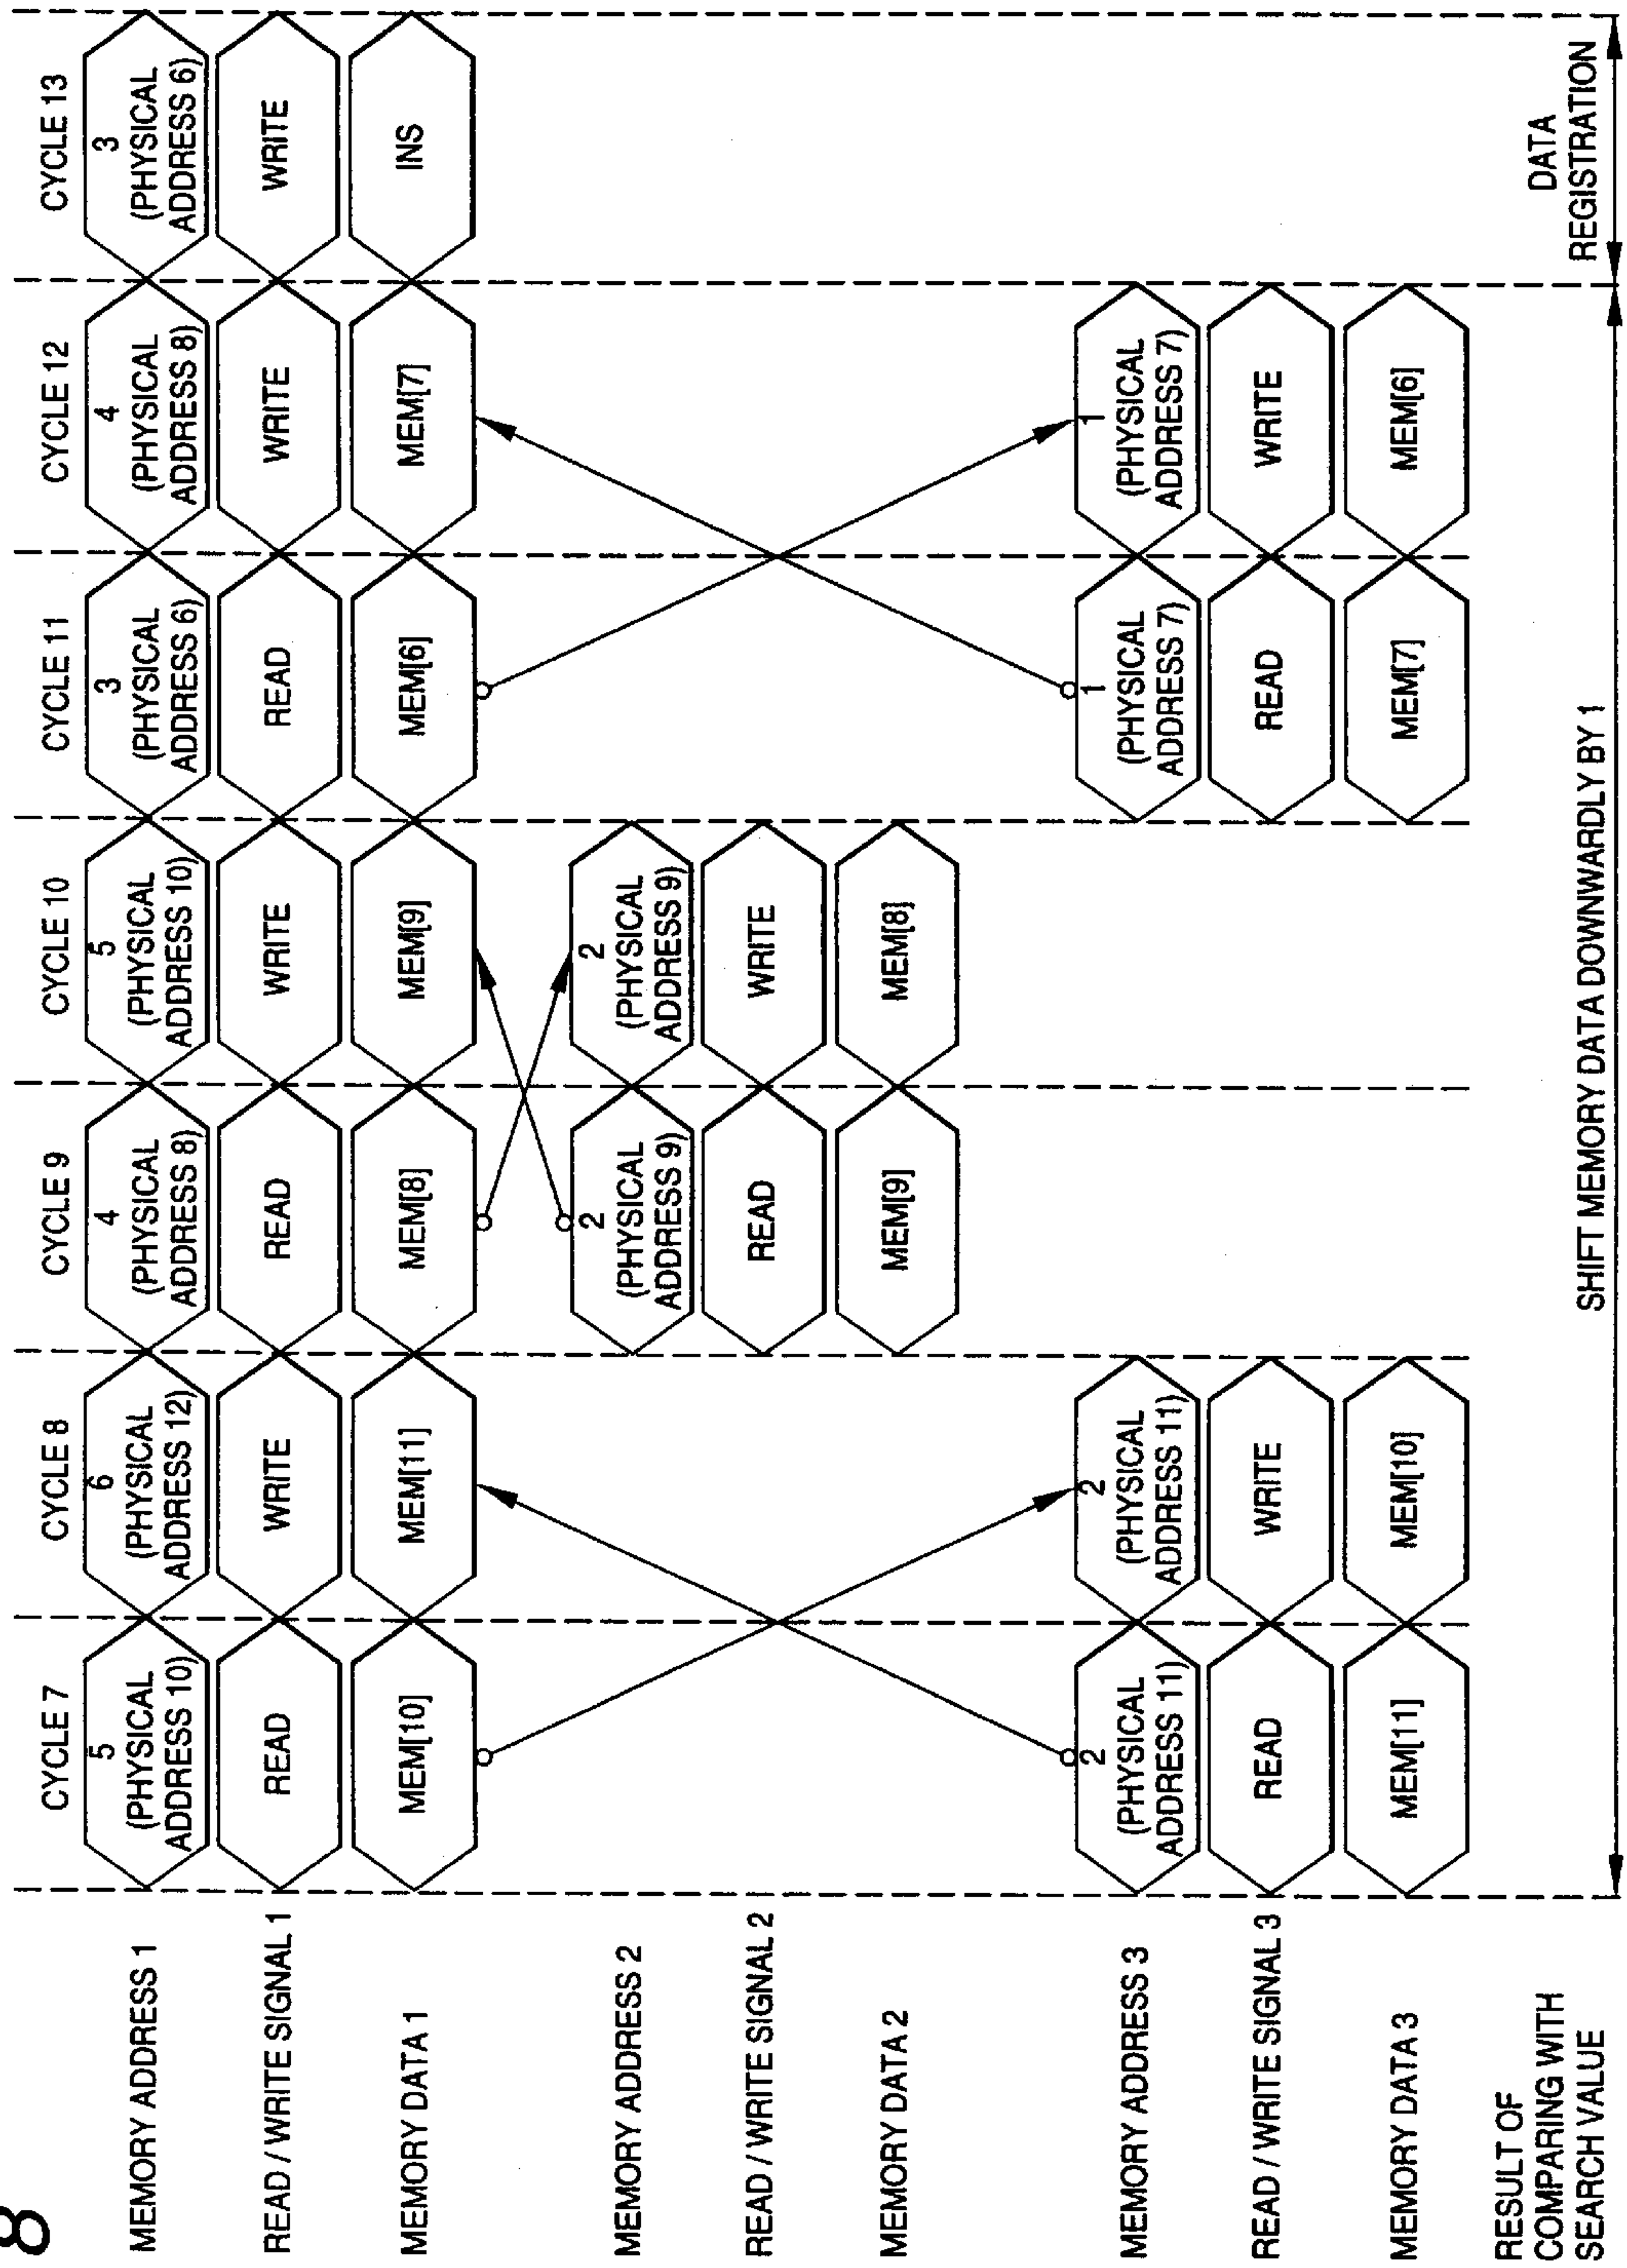 8
CYCLE 7
CYCLE 8
CYCLE 9
CYCLE 10
CYCLE 11
CYCLE 12
CYCLE 13
MEMORY ADDRESS 1
5
(PHYSICAL
ADDRESS 10)
6
(PHYSICAL
ADDRESS 12)
4
(PHYSICAL
ADDRESS 8)
5
(PHYSICAL
ADDRESS 10)
3
(PHYSICAL
ADDRESS 6)
4
(PHYSICAL
ADDRESS 8)
3
(PHYSICAL
ADDRESS 6)
READ / WRITE SIGNAL 1
READ
WRITE
READ
WRITE
READ
WRITE
WRITE
MEMORY DATA 1
MEM[10]
MEM[11]
MEM[8]
MEM[9]
MEM[6]
MEM[7]
INS
MEMORY ADDRESS 2
2
(PHYSICAL
ADDRESS 9)
2
(PHYSICAL
ADDRESS 9)
READ / WRITE SIGNAL 2
READ
WRITE
MEMORY DATA 2
MEM[9]
MEM[8]
MEMORY ADDRESS 3
2
(PHYSICAL
ADDRESS 11)
2
(PHYSICAL
ADDRESS 11)
1
(PHYSICAL
ADDRESS 7)
1
(PHYSICAL
ADDRESS 7)
READ / WRITE SIGNAL 3
READ
WRITE
READ
WRITE
MEMORY DATA 3
MEM[11]
MEM[10]
MEM[7]
MEM[6]
RESULT OF
COMPARING WITH
SEARCH VALUE
SHIFT MEMORY DATA DOWNWARDLY BY 1
DATA
REGISTRATION